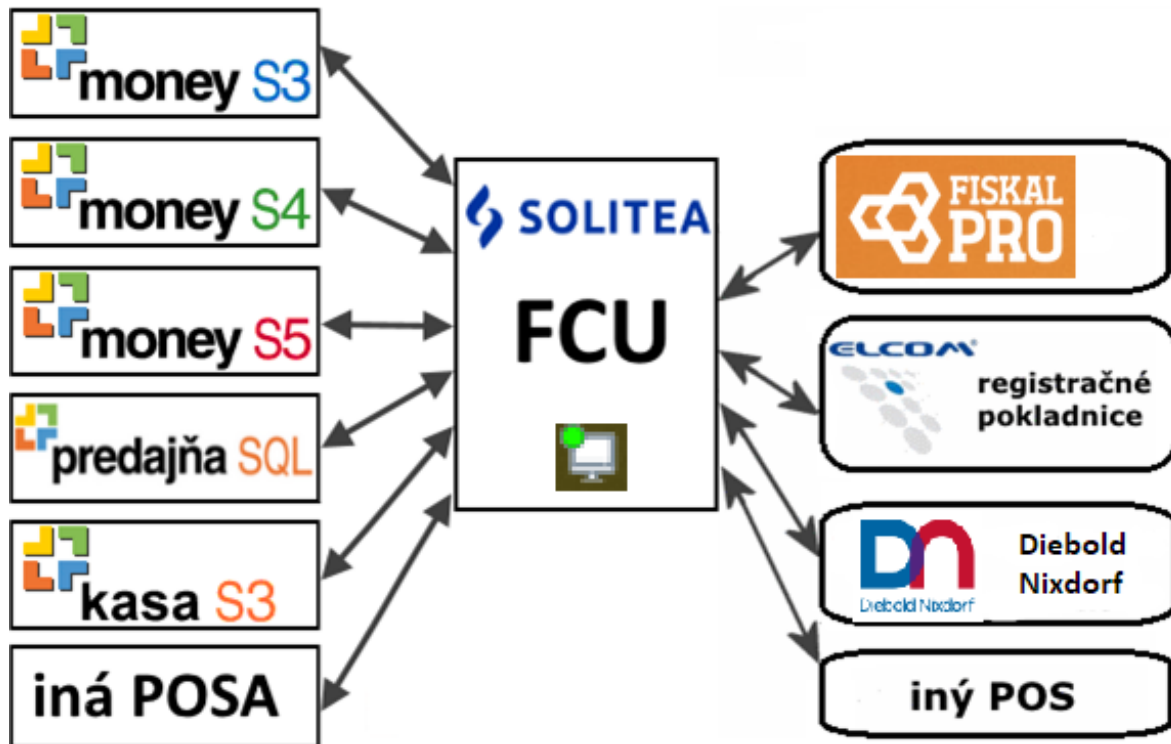 money S3
money S4
money S5
predajňa SQL
kasa S3
iná POSA
SOLITEA
FCU
FISKAL
PRO
ELCOM®
registračné
pokladnice
Diebold Nixdorf
Diebold
Nixdorf
iný POS